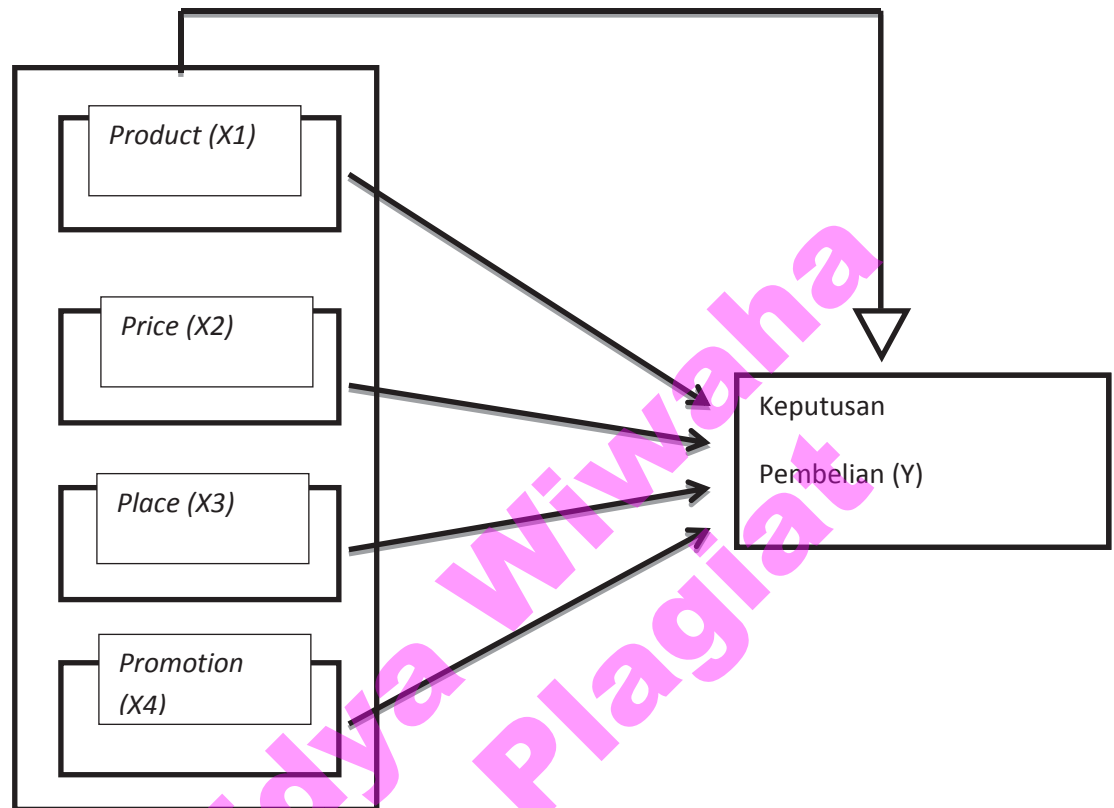 Product (X1)
Price (X2)
Place (X3)
Promotion
(X4)
Keputusan
Pembelian (Y)
Wiwaha
Plagiat